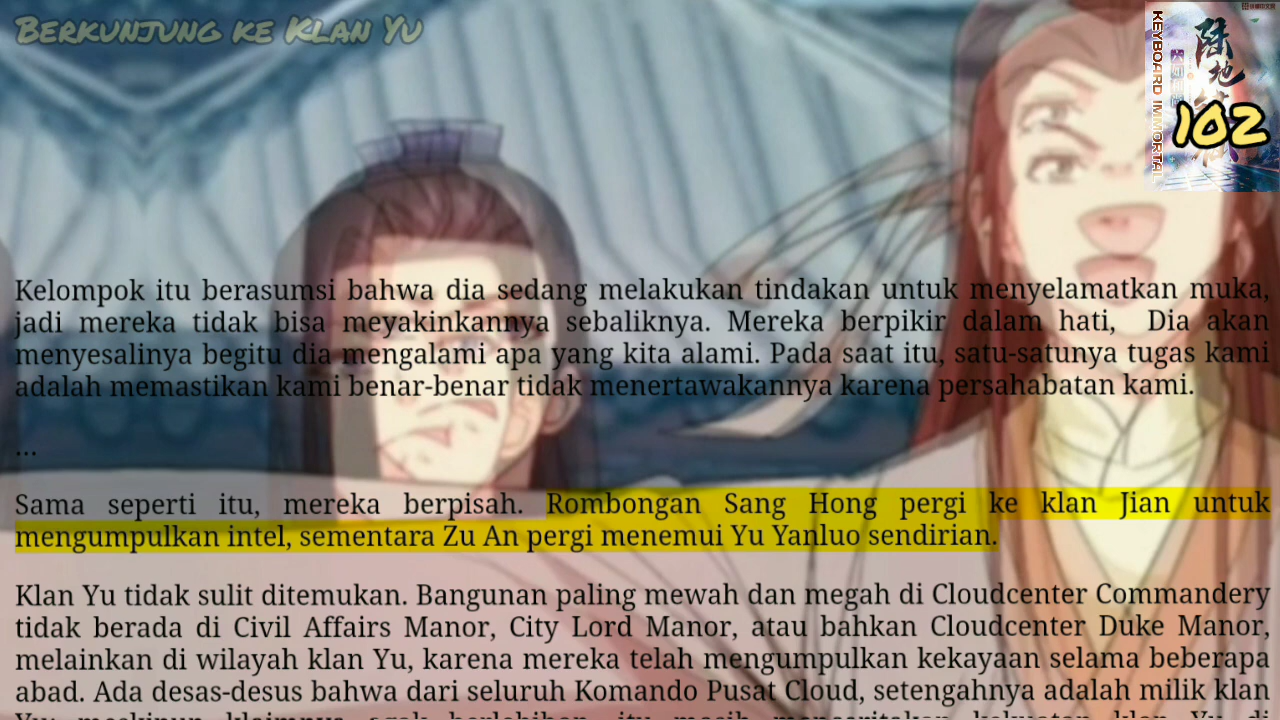 Berkunjung ke Klan Yu
KEYBOARD IMMORTAL
陆地
102
Kelompok itu berasumsi bahwa dia sedang melakukan tindakan untuk menyelamatkan muka,
jadi mereka tidak bisa meyakinkannya sebaliknya. Mereka berpikir dalam hati, Dia akan
menyesalinya begitu dia mengalami apa yang kita alami. Pada saat itu, satu-satunya tugas kami
adalah memastikan kami benar-benar tidak menertawakannya karena persahabatan kami.
...
Sama seperti itu, mereka berpisah. Rombongan Sang Hong pergi ke klan Jian untuk
mengumpulkan intel, sementara Zu An pergi menemui Yu Yanluo sendirian.
Klan Yu tidak sulit ditemukan. Bangunan paling mewah dan megah di Cloudcenter Commandery
tidak berada di Civil Affairs Manor, City Lord Manor, atau bahkan Cloudcenter Duke Manor,
melainkan di wilayah klan Yu, karena mereka telah mengumpulkan kekayaan selama beberapa
abad. Ada desas-desus bahwa dari seluruh Komando Pusat Cloud, setengahnya adalah milik klan